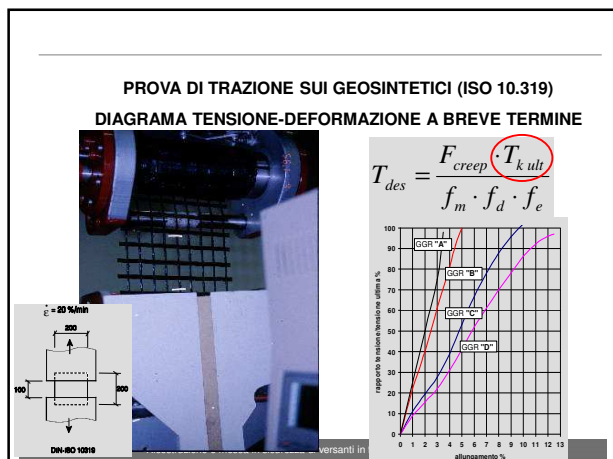 PROVA DI TRAZIONE SUI GEOSINTETICI (ISO 10.319)
DIAGRAMA TENSIONE-DEFORMAZIONE A BREVE TERMINE
T_des = F_creep · T_k ult / f_m · f_d · f_e
ε̇ = 20 %/min
200
100
200
DIN-ISO 10319
rapporto tensione/tensione ultima %
100
90
80
70
60
50
40
30
20
10
0
GGR "A"
GGR "B"
GGR "C"
GGR "D"
0 1 2 3 4 5 6 7 8 9 10 11 12 13
allungamento %
versanti in